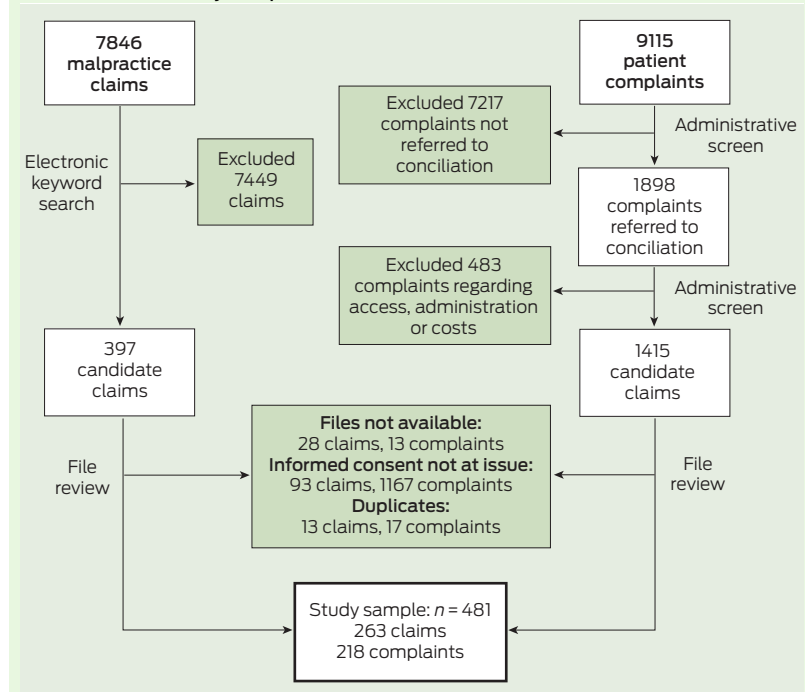 7846
malpractice
claims
9115
patient
complaints
Excluded 7217
complaints not
referred to
conciliation
Administrative
screen
Electronic
keyword
search
Excluded
7449
claims
1898
complaints
referred to
conciliation
Excluded 483
complaints regarding
access, administration
or costs
Administrative
screen
397
candidate
claims
1415
candidate
claims
Files not available:
28 claims, 13 complaints
Informed consent not at issue:
93 claims, 1167 complaints
Duplicates:
13 claims, 17 complaints
File
review
File
review
Study sample: n = 481
263 claims
218 complaints